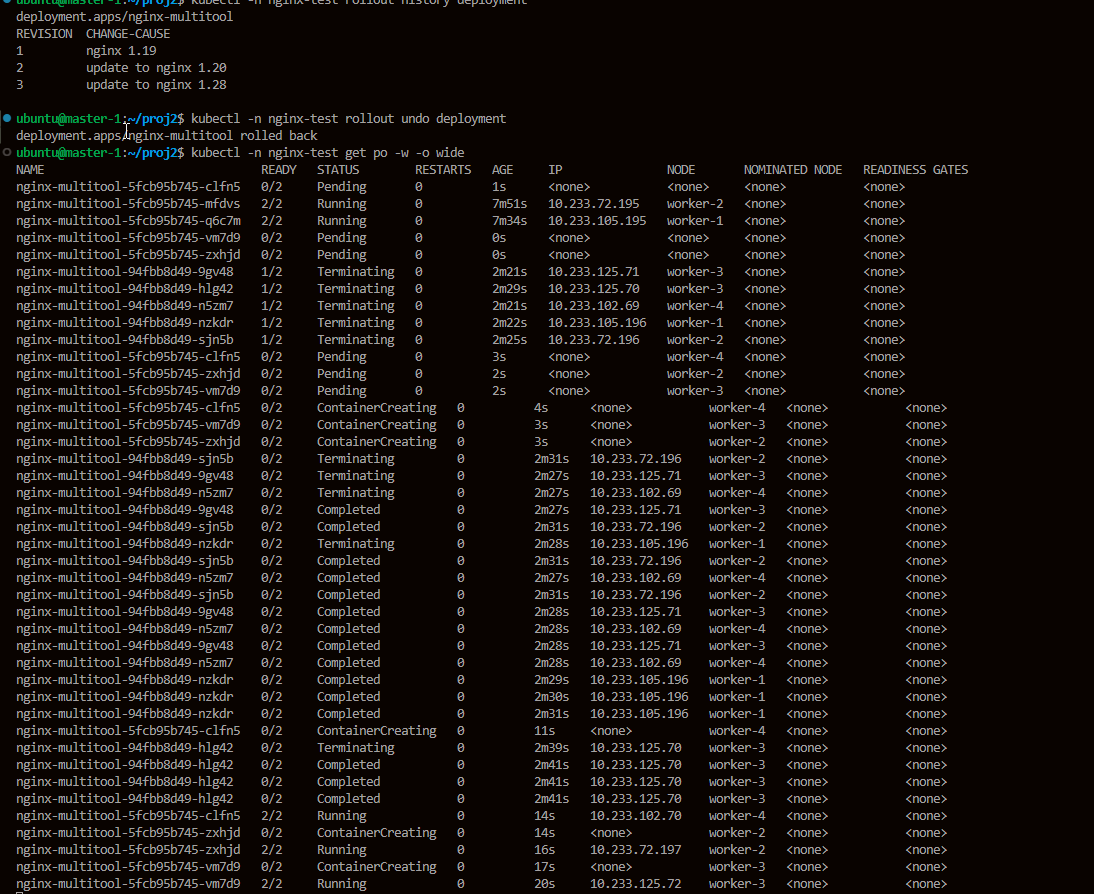 ubuntu@master-1:~/proj2$ kubectl -n nginx-test rollout history deployment
deployment.apps/nginx-multitool
REVISION  CHANGE-CAUSE
1         nginx 1.19
2         update to nginx 1.20
3         update to nginx 1.28
ubuntu@master-1:~/proj2$ kubectl -n nginx-test rollout undo deployment
deployment.apps/nginx-multitool rolled back
ubuntu@master-1:~/proj2$ kubectl -n nginx-test get po -w -o wide
NAME                               READY   STATUS    RESTARTS   AGE     IP               NODE       NOMINATED NODE   READINESS GATES
nginx-multitool-5fcb95b745-clfn5   0/2     Pending   0          1s      <none>           <none>     <none>           <none>
nginx-multitool-5fcb95b745-mfdvs   2/2     Running   0          7m51s   10.233.72.195    worker-2   <none>           <none>
nginx-multitool-5fcb95b745-q6c7m   2/2     Running   0          7m34s   10.233.105.195   worker-1   <none>           <none>
nginx-multitool-5fcb95b745-vm7d9   0/2     Pending   0          0s      <none>           <none>     <none>           <none>
nginx-multitool-5fcb95b745-zxhjd   0/2     Pending   0          0s      <none>           <none>     <none>           <none>
nginx-multitool-94fbb8d49-9gv48    1/2     Terminating   0          2m21s   10.233.125.71    worker-3   <none>           <none>
nginx-multitool-94fbb8d49-hlg42    1/2     Terminating   0          2m29s   10.233.125.70    worker-3   <none>           <none>
nginx-multitool-94fbb8d49-n5zm7    1/2     Terminating   0          2m21s   10.233.102.69    worker-4   <none>           <none>
nginx-multitool-94fbb8d49-nzkdr    1/2     Terminating   0          2m22s   10.233.105.196   worker-1   <none>           <none>
nginx-multitool-94fbb8d49-sjn5b    1/2     Terminating   0          2m25s   10.233.72.196    worker-2   <none>           <none>
nginx-multitool-5fcb95b745-clfn5   0/2     Pending       0          3s      <none>           worker-4   <none>           <none>
nginx-multitool-5fcb95b745-zxhjd   0/2     Pending       0          2s      <none>           worker-2   <none>           <none>
nginx-multitool-5fcb95b745-vm7d9   0/2     Pending       0          2s      <none>           worker-3   <none>           <none>
nginx-multitool-5fcb95b745-clfn5   0/2     ContainerCreating   0          4s      <none>           worker-4   <none>           <none>
nginx-multitool-5fcb95b745-vm7d9   0/2     ContainerCreating   0          3s      <none>           worker-3   <none>           <none>
nginx-multitool-5fcb95b745-zxhjd   0/2     ContainerCreating   0          3s      <none>           worker-2   <none>           <none>
nginx-multitool-94fbb8d49-sjn5b    0/2     Terminating         0          2m31s   10.233.72.196    worker-2   <none>           <none>
nginx-multitool-94fbb8d49-9gv48    0/2     Terminating         0          2m27s   10.233.125.71    worker-3   <none>           <none>
nginx-multitool-94fbb8d49-n5zm7    0/2     Terminating         0          2m27s   10.233.102.69    worker-4   <none>           <none>
nginx-multitool-94fbb8d49-9gv48    0/2     Completed           0          2m27s   10.233.125.71    worker-3   <none>           <none>
nginx-multitool-94fbb8d49-sjn5b    0/2     Completed           0          2m31s   10.233.72.196    worker-2   <none>           <none>
nginx-multitool-94fbb8d49-nzkdr    0/2     Terminating         0          2m28s   10.233.105.196   worker-1   <none>           <none>
nginx-multitool-94fbb8d49-sjn5b    0/2     Completed           0          2m31s   10.233.72.196    worker-2   <none>           <none>
nginx-multitool-94fbb8d49-n5zm7    0/2     Completed           0          2m27s   10.233.102.69    worker-4   <none>           <none>
nginx-multitool-94fbb8d49-sjn5b    0/2     Completed           0          2m31s   10.233.72.196    worker-2   <none>           <none>
nginx-multitool-94fbb8d49-9gv48    0/2     Completed           0          2m28s   10.233.125.71    worker-3   <none>           <none>
nginx-multitool-94fbb8d49-n5zm7    0/2     Completed           0          2m28s   10.233.102.69    worker-4   <none>           <none>
nginx-multitool-94fbb8d49-9gv48    0/2     Completed           0          2m28s   10.233.125.71    worker-3   <none>           <none>
nginx-multitool-94fbb8d49-n5zm7    0/2     Completed           0          2m28s   10.233.102.69    worker-4   <none>           <none>
nginx-multitool-94fbb8d49-nzkdr    0/2     Completed           0          2m29s   10.233.105.196   worker-1   <none>           <none>
nginx-multitool-94fbb8d49-nzkdr    0/2     Completed           0          2m30s   10.233.105.196   worker-1   <none>           <none>
nginx-multitool-94fbb8d49-nzkdr    0/2     Completed           0          2m31s   10.233.105.196   worker-1   <none>           <none>
nginx-multitool-5fcb95b745-clfn5   0/2     ContainerCreating   0          11s     <none>           worker-4   <none>           <none>
nginx-multitool-94fbb8d49-hlg42    0/2     Terminating         0          2m39s   10.233.125.70    worker-3   <none>           <none>
nginx-multitool-94fbb8d49-hlg42    0/2     Completed           0          2m41s   10.233.125.70    worker-3   <none>           <none>
nginx-multitool-94fbb8d49-hlg42    0/2     Completed           0          2m41s   10.233.125.70    worker-3   <none>           <none>
nginx-multitool-94fbb8d49-hlg42    0/2     Completed           0          2m41s   10.233.125.70    worker-3   <none>           <none>
nginx-multitool-5fcb95b745-clfn5   2/2     Running             0          14s     10.233.102.70    worker-4   <none>           <none>
nginx-multitool-5fcb95b745-zxhjd   0/2     ContainerCreating   0          14s     <none>           worker-2   <none>           <none>
nginx-multitool-5fcb95b745-zxhjd   2/2     Running             0          16s     10.233.72.197    worker-2   <none>           <none>
nginx-multitool-5fcb95b745-vm7d9   0/2     ContainerCreating   0          17s     <none>           worker-3   <none>           <none>
nginx-multitool-5fcb95b745-vm7d9   2/2     Running             0          20s     10.233.125.72    worker-3   <none>           <none>